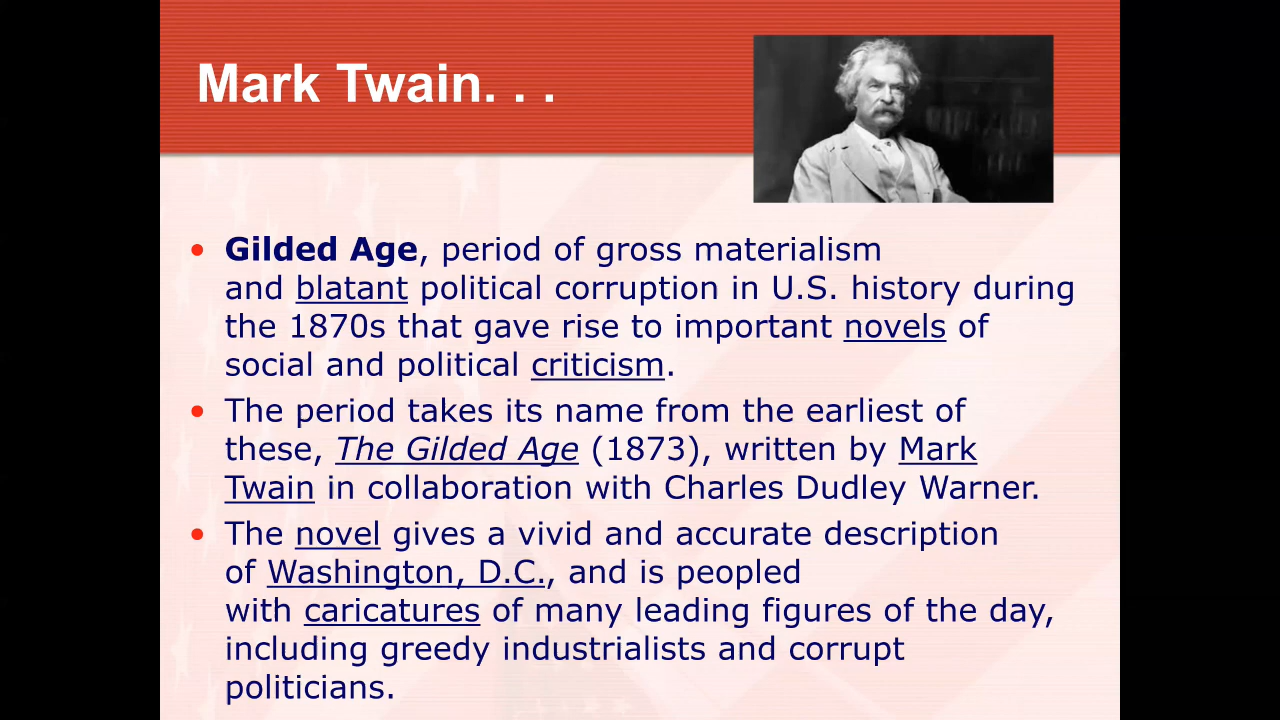 Mark Twain. . .
Gilded Age, period of gross materialism
and blatant political corruption in U.S. history during
the 1870s that gave rise to important novels of
social and political criticism.
The period takes its name from the earliest of
these, The Gilded Age (1873), written by Mark
Twain in collaboration with Charles Dudley Warner.
The novel gives a vivid and accurate description
of Washington, D.C., and is peopled
with caricatures of many leading figures of the day,
including greedy industrialists and corrupt
politicians.